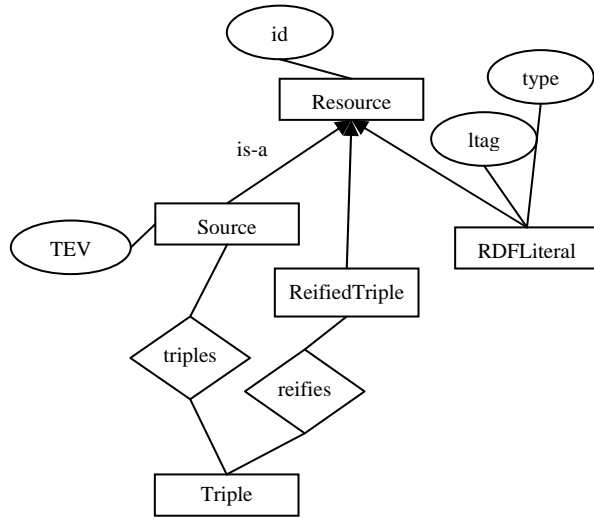 id
type
Resource
ltag
is-a
Source
TEV
RDFLiteral
ReifiedTriple
triples
reifies
Triple